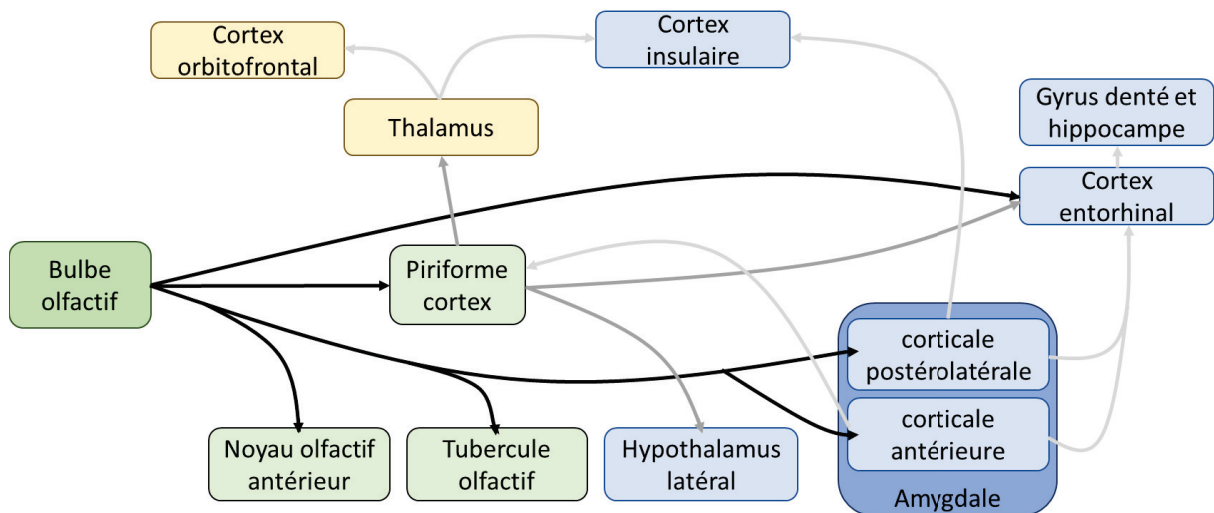 Cortex
orbitofrontal
Cortex
insulaire
Thalamus
Gyrus denté et
hippocampe
Cortex
entorhinal
Bulbe
olfactif
Piriforme
cortex
corticale
postérolatérale
corticale
antérieure
Noyau olfactif
antérieur
Tubercule
olfactif
Hypothalamus
latéral
Amygdale